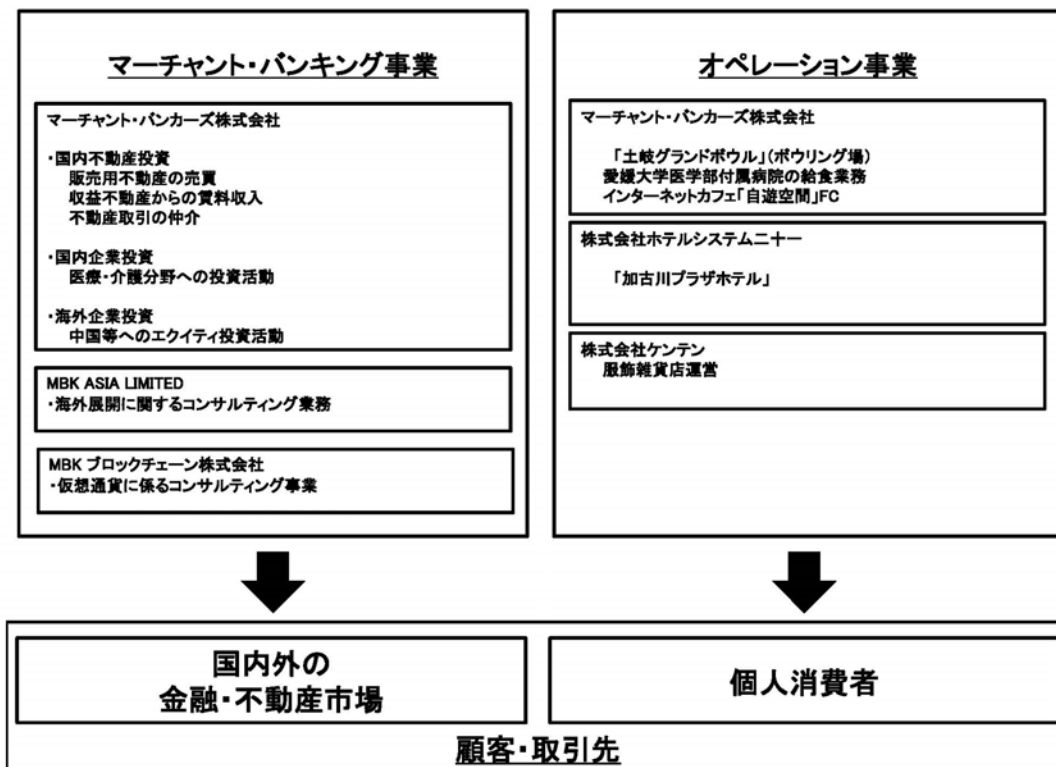 マーチャント・バンキング事業
マーチャント・バンカーズ株式会社
・国内不動産投資
販売用不動産の売買
収益不動産からの賃料収入
不動産取引の仲介
・国内企業投資
医療・介護分野への投資活動
・海外企業投資
中国等へのエクイティ投資活動
MBK ASIA LIMITED
・海外展開に関するコンサルティング業務
MBK ブロックチェーン株式会社
・仮想通貨に係るコンサルティング事業
オペレーション事業
マーチャント・バンカーズ株式会社
「土岐グランドボウル」(ボウリング場)
愛媛大学医学部付属病院の給食業務
インターネットカフェ「自遊空間」FC
株式会社ホテルシステム二十一
「加古川プラザホテル」
株式会社ケンテン
服飾雑貨店運営
国内外の
金融・不動産市場
個人消費者
顧客・取引先